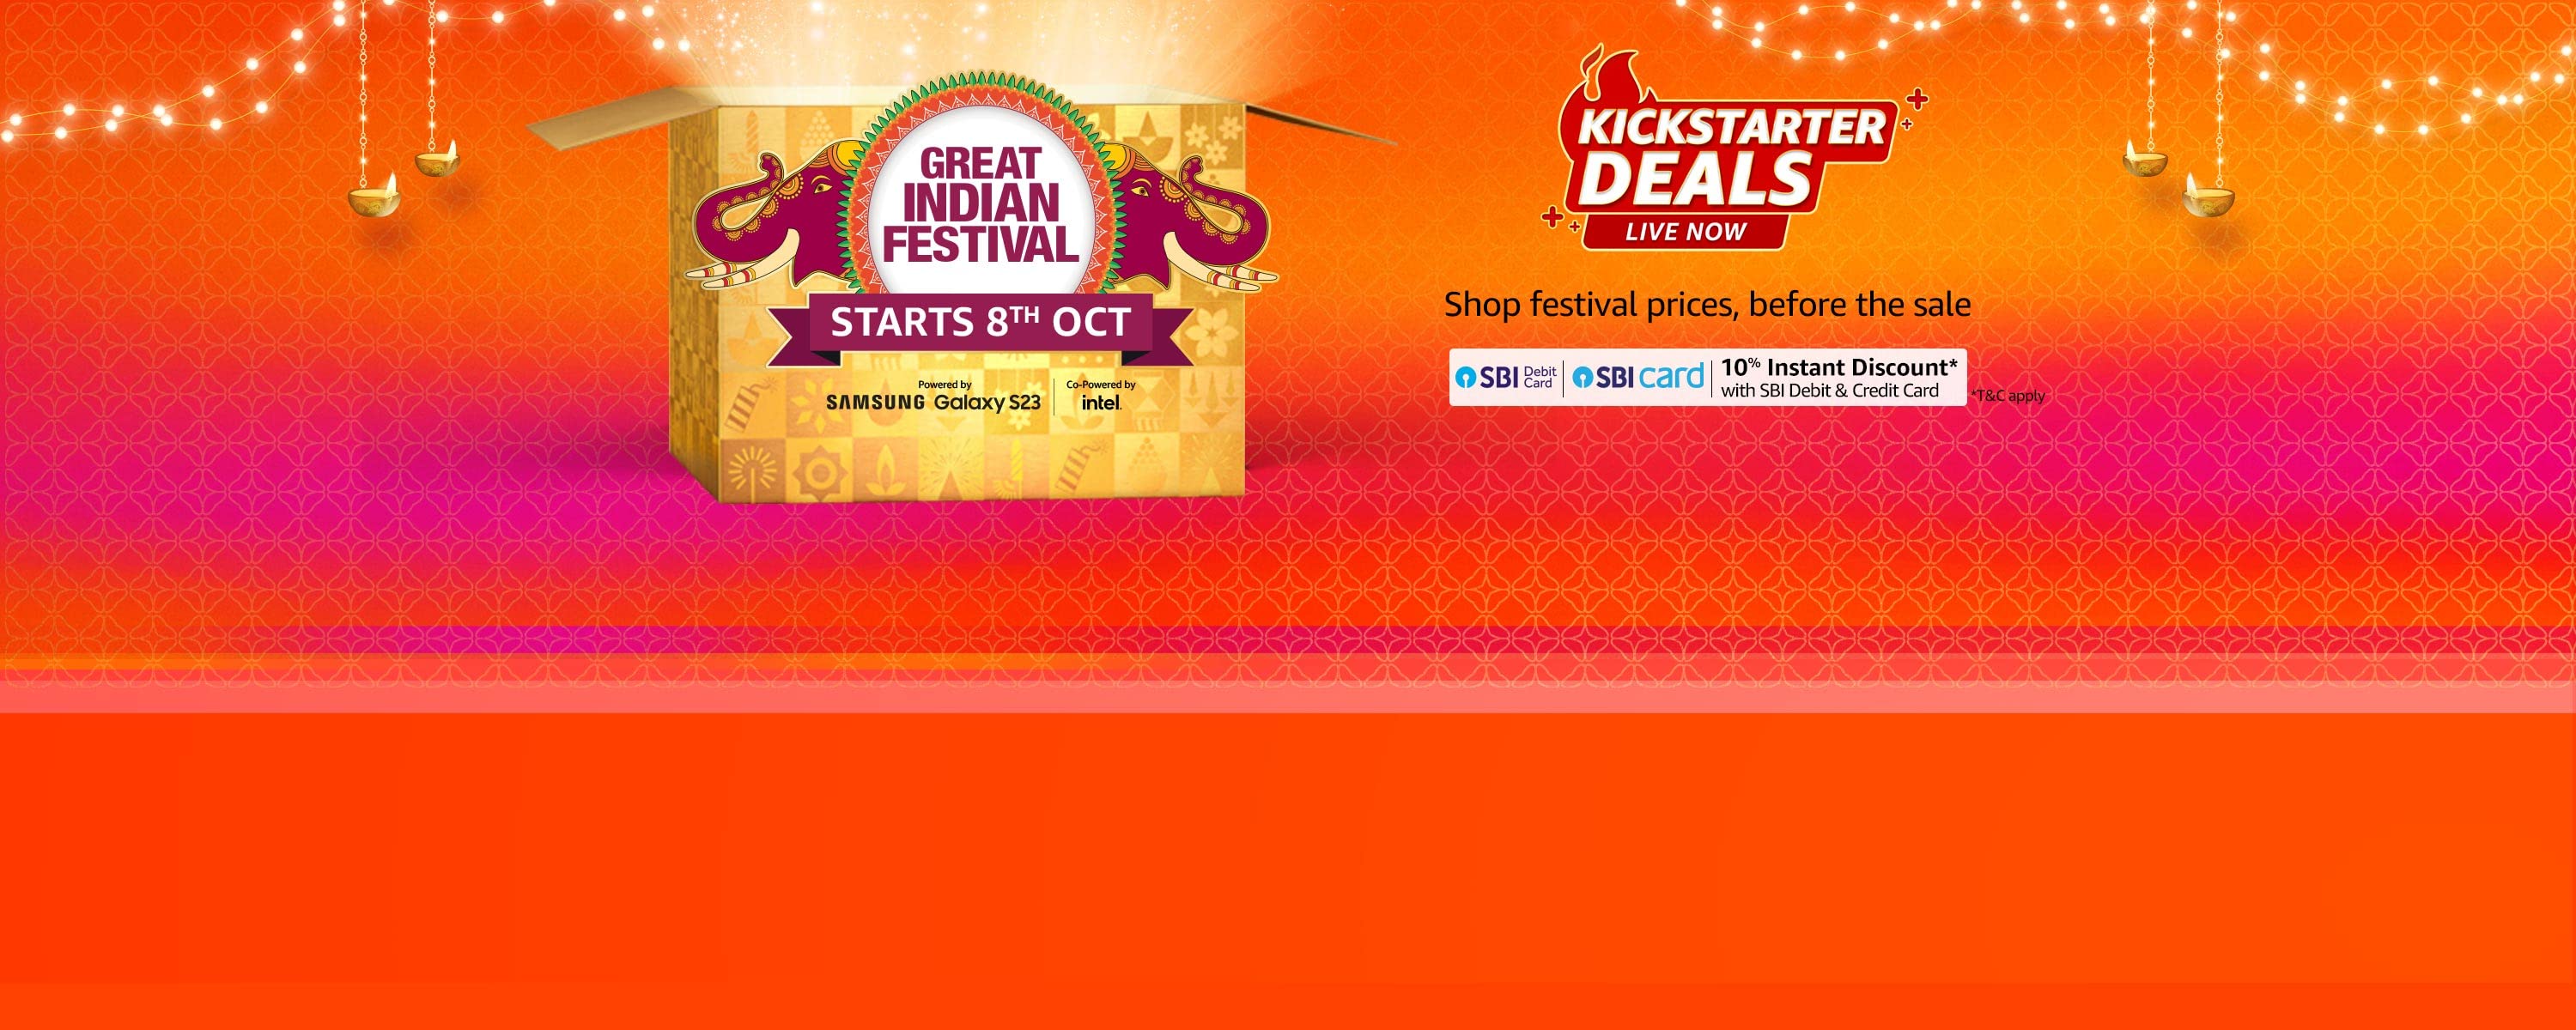 GREAT
INDIAN
FESTIVAL
STARTS 8TH OCT
Powered by
SAMSUNG Galaxy S23
Co-Powered by
intel.
KICKSTARTER
DEALS
LIVE NOW
Shop festival prices, before the sale
SBI Debit Card
SBI card
10% Instant Discount*
with SBI Debit & Credit Card
*T&C apply